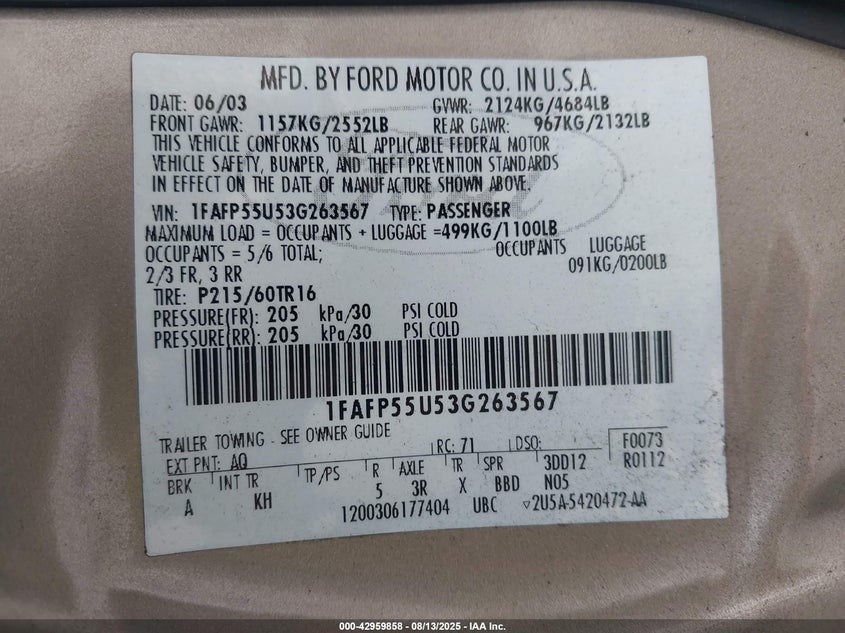 MFD. BY FORD MOTOR CO. IN U.S.A.
DATE: 06/03 GVWR: 2124KG/4684LB
FRONT GAWR: 1157KG/2552LB REAR GAWR: 967KG/2132LB
THIS VEHICLE CONFORMS TO ALL APPLICABLE FEDERAL MOTOR
VEHICLE SAFETY, BUMPER, AND THEFT PREVENTION STANDARDS
IN EFFECT ON THE DATE OF MANUFACTURE SHOWN ABOVE.
VIN: 1FAFP55U53G263567 TYPE: PASSENGER
MAXIMUM LOAD = OCCUPANTS + LUGGAGE =499KG/1100LB
OCCUPANTS = 5/6 TOTAL; OCCUPANTS LUGGAGE
2/3 FR, 3 RR 091KG/0200LB
TIRE: P215/60TR16
PRESSURE(FR): 205 kPa/30 PSI COLD
PRESSURE(RR): 205 kPa/30 PSI COLD
1FAFP55U53G263567
TRAILER TOWING - SEE OWNER GUIDE
EXT PNT: AQ RC: 71 DSO: F0073
BRK INT TR TP/PS R AXLE TR SPR 3DD12 R0112
A KH 5 3R X BBD N05
1200306177404 UBC ▽2U5A-5420472-AA
000-42959858 - 08/13/2025 - IAA Inc.